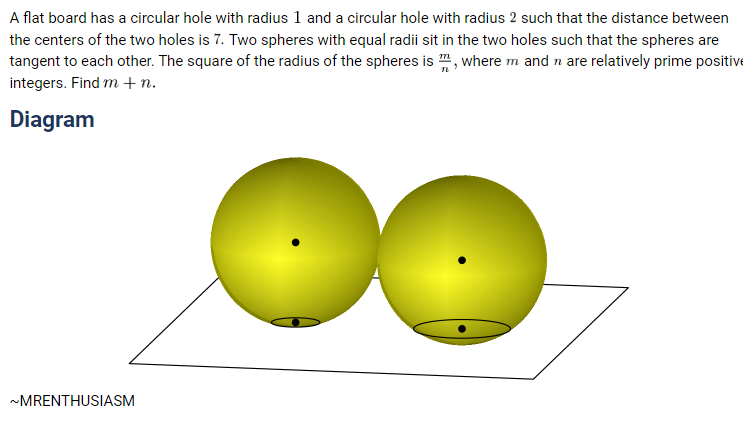 A flat board has a circular hole with radius 1 and a circular hole with radius 2 such that the distance between
the centers of the two holes is 7. Two spheres with equal radii sit in the two holes such that the spheres are
tangent to each other. The square of the radius of the spheres is m/n, where m and n are relatively prime positive
integers. Find m + n.
Diagram
~MRENTHUSIASM